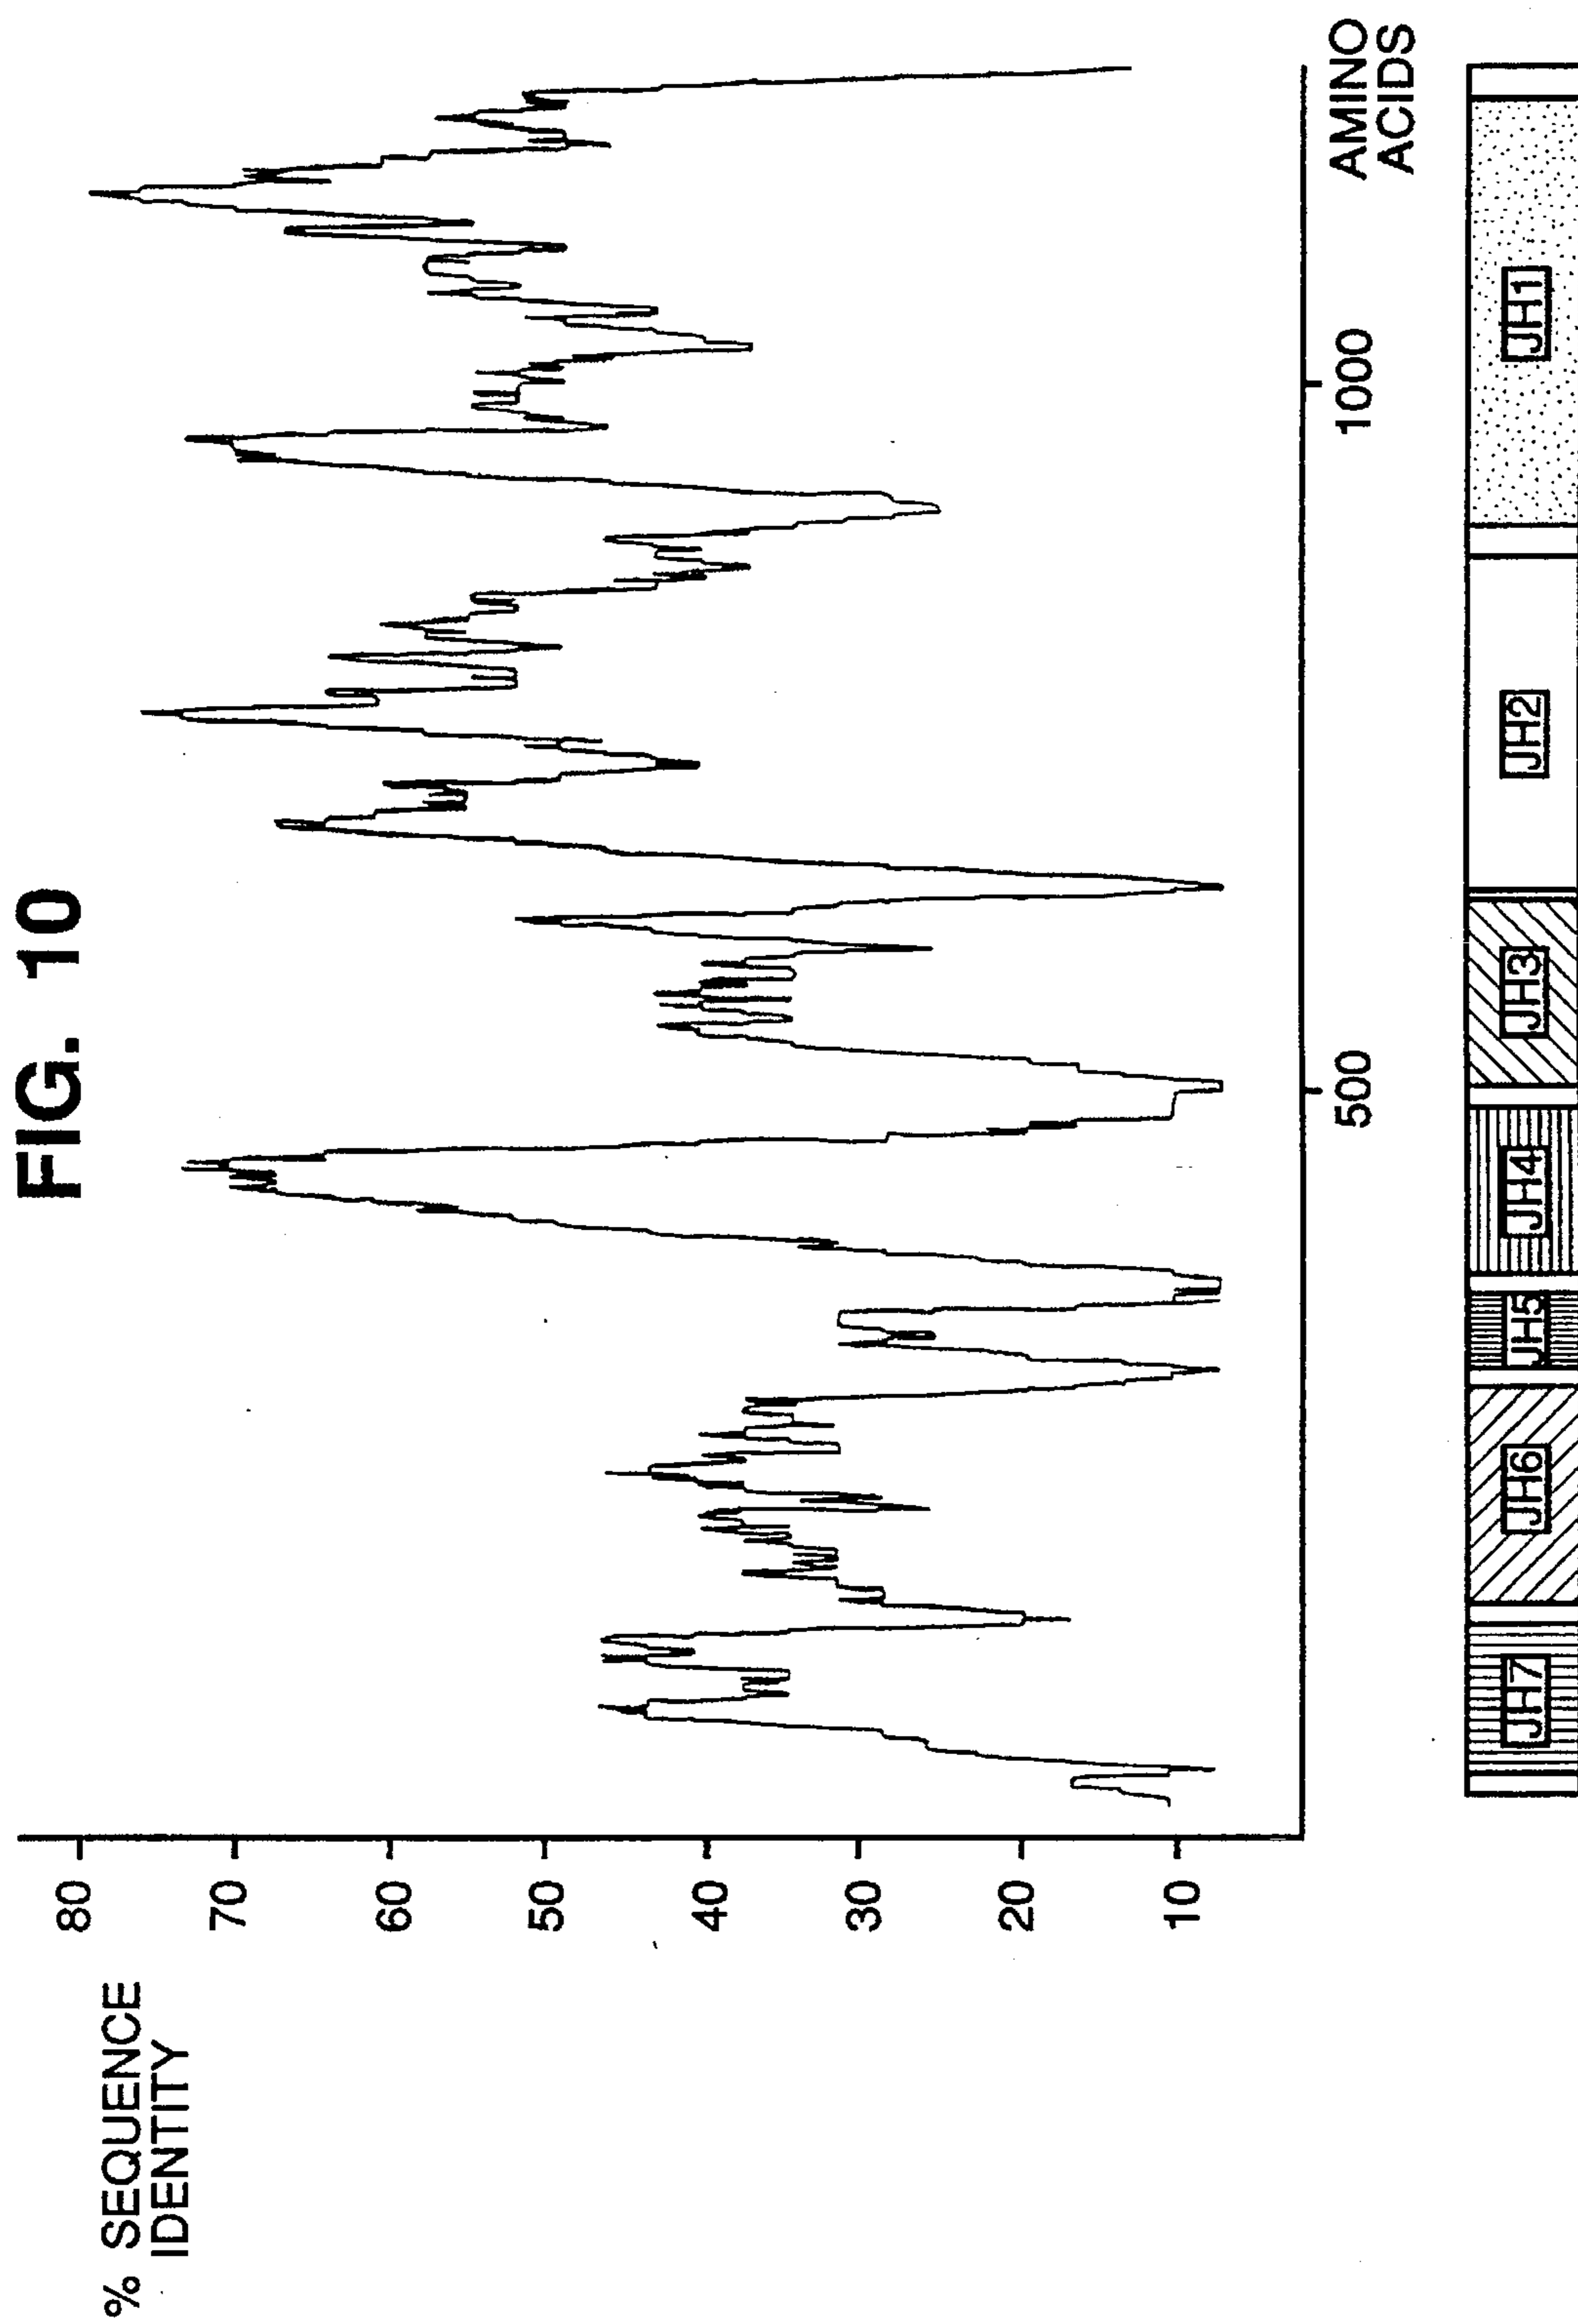 FIG. 10
% SEQUENCE
IDENTITY
80
70
60
50
40
30
20
10
500
1000
AMINO
ACIDS
JH7
JH6
JH5
JH4
JH3
JH2
JH1